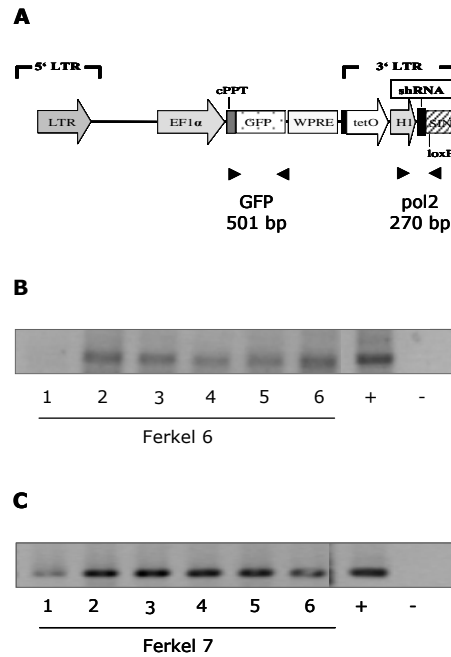 A
5' LTR
3' LTR
cPPT
shRNA
LTR
EF1α
GFP
WPRE
tetO
H1
SIN
loxP
GFP
501 bp
pol2
270 bp
B
1 2 3 4 5 6 + -
Ferkel 6
C
1 2 3 4 5 6 + -
Ferkel 7